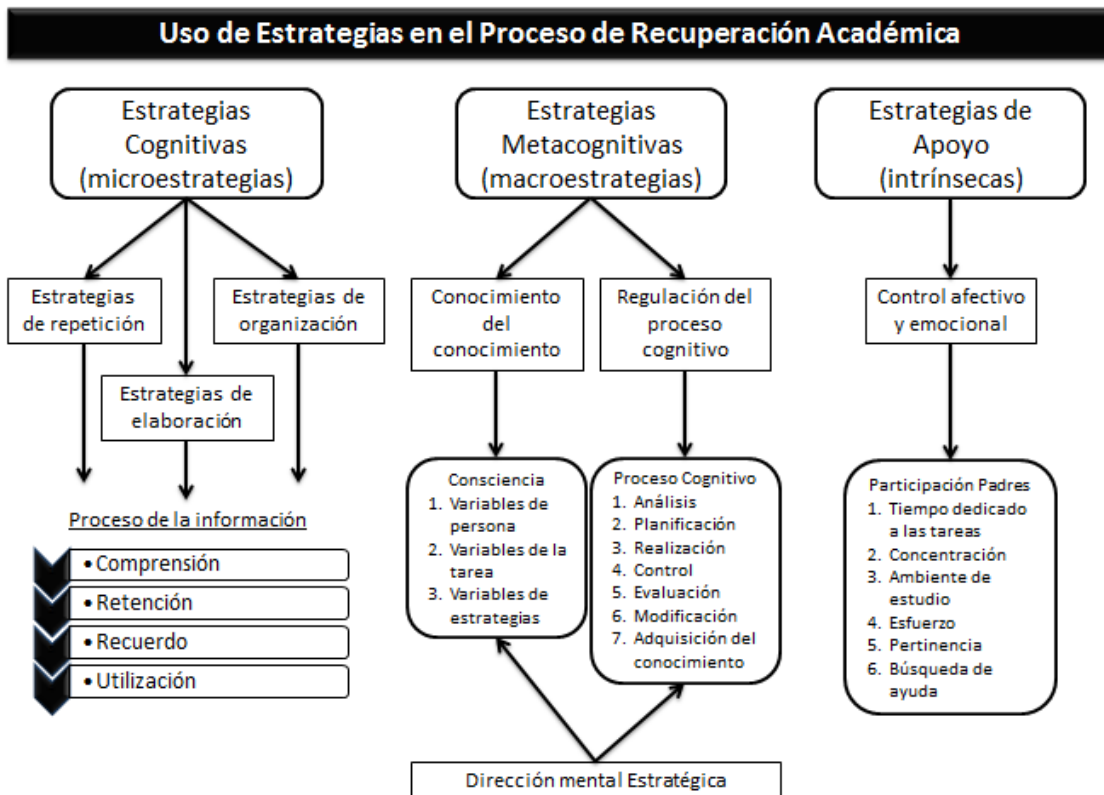 Uso de Estrategias en el Proceso de Recuperación Académica
Estrategias
Cognitivas
(microestrategias)
Estrategias
Metacognitivas
(macroestrategias)
Estrategias de
Apoyo
(intrínsecas)
Estrategias
de repetición
Estrategias de
organización
Estrategias de
elaboración
Conocimiento
del
conocimiento
Regulación del
proceso
cognitivo
Control afectivo
y emocional
Proceso de la información
• Comprensión
• Retención
• Recuerdo
• Utilización
Consciencia
1. Variables de
persona
2. Variables de la
tarea
3. Variables de
estrategias
Proceso Cognitivo
1. Análisis
2. Planificación
3. Realización
4. Control
5. Evaluación
6. Modificación
7. Adquisición del
conocimiento
Participación Padres
1. Tiempo dedicado
a las tareas
2. Concentración
3. Ambiente de
estudio
4. Esfuerzo
5. Pertinencia
6. Búsqueda de
ayuda
Dirección mental Estratégica